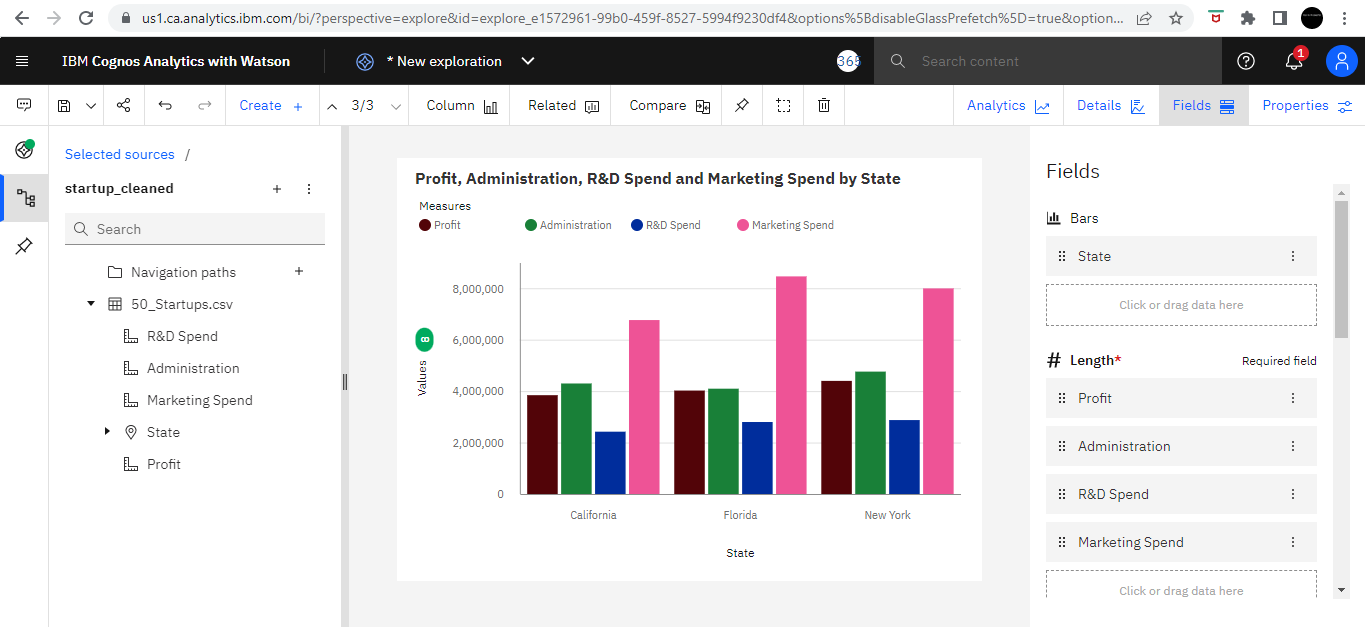 us1.ca.analytics.ibm.com/bi/?perspective=explore&id=explore_e1572961-99b0-459f-8527-5994f9230df4&options%5BdisableGlassPrefetch%5D=true&option...
IBM Cognos Analytics with Watson
* New exploration
365
Search content
1
Create +
3/3
Column
Related
Compare
Analytics
Details
Fields
Properties
Selected sources /
startup_cleaned
Search
Navigation paths
50_Startups.csv
R&D Spend
Administration
Marketing Spend
State
Profit
Profit, Administration, R&D Spend and Marketing Spend by State
Measures
Profit
Administration
R&D Spend
Marketing Spend
8,000,000
6,000,000
4,000,000
2,000,000
0
Values
California
Florida
New York
State
Fields
Bars
State
Click or drag data here
# Length*
Required field
Profit
Administration
R&D Spend
Marketing Spend
Click or drag data here